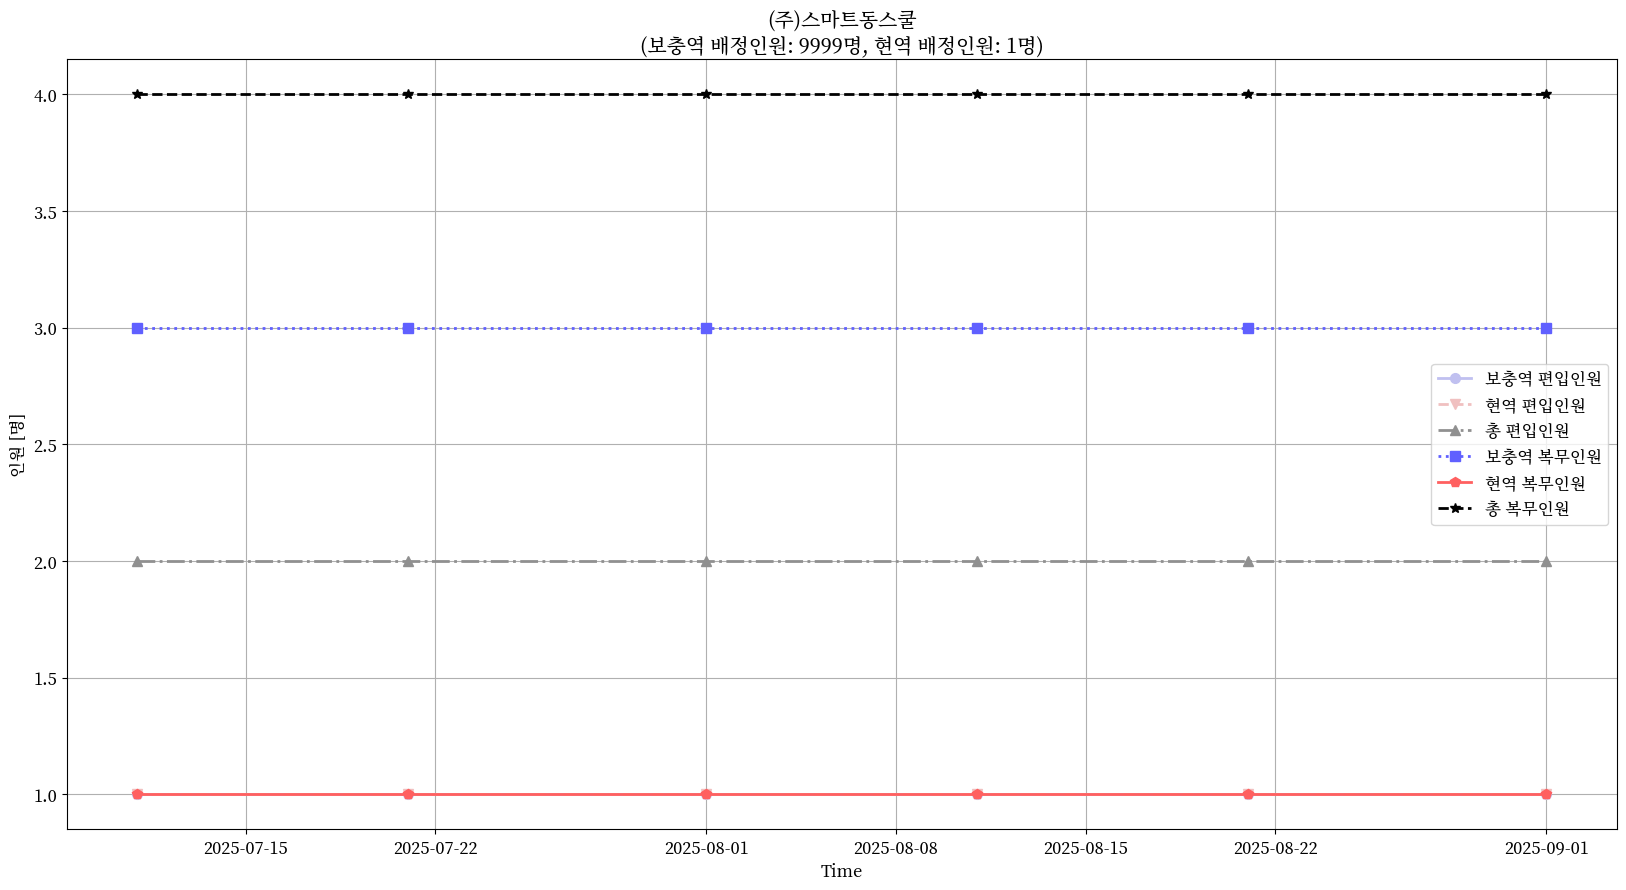 (주)스마트동스쿨
(보충역 배정인원: 9999명, 현역 배정인원: 1명)
4.0
3.5
3.0
2.5
2.0
1.5
1.0
인원 [명]
보충역 편입인원
현역 편입인원
총 편입인원
보충역 복무인원
현역 복무인원
총 복무인원
2025-07-15
2025-07-22
2025-08-01
2025-08-08
2025-08-15
2025-08-22
2025-09-01
Time